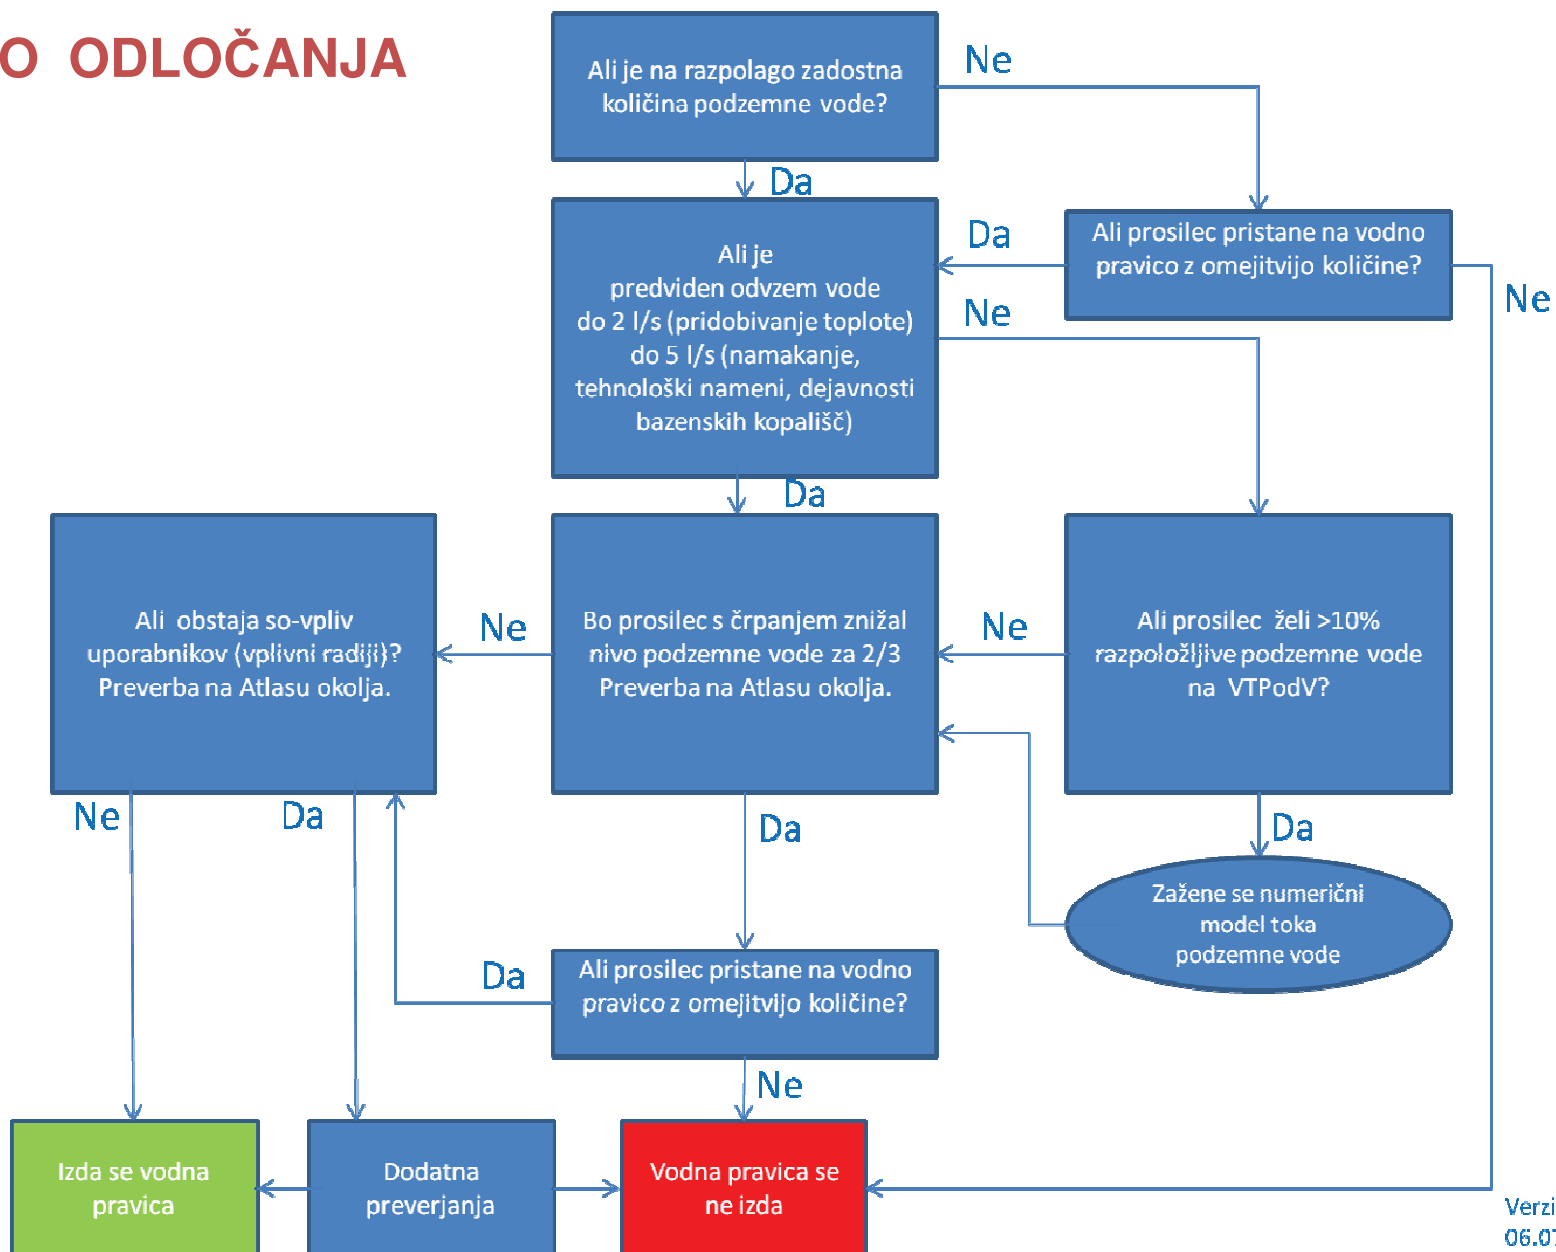 O ODLOČANJA
Ali je na razpolago zadostna
količina podzemne vode?
Ne
Da
Ali prosilec pristane na vodno
pravico z omejitvijo količine?
Da
Ne
Ali je
predviden odvzem vode
do 2 l/s (pridobivanje toplote)
do 5 l/s (namakanje,
tehnološki nameni, dejavnosti
bazenskih kopališč)
Ne
Da
Ali obstaja so-vpliv
uporabnikov (vplivni radiji)?
Preverba na Atlasu okolja.
Ne
Bo prosilec s črpanjem znižal
nivo podzemne vode za 2/3
Preverba na Atlasu okolja.
Ne
Ali prosilec želi >10%
razpoložljive podzemne vode
na VTPodV?
Ne
Da
Da
Da
Zažene se numerični
model toka
podzemne vode
Da
Ali prosilec pristane na vodno
pravico z omejitvijo količine?
Ne
Izda se vodna
pravica
Dodatna
preverjanja
Vodna pravica se
ne izda
Verzi
06.07